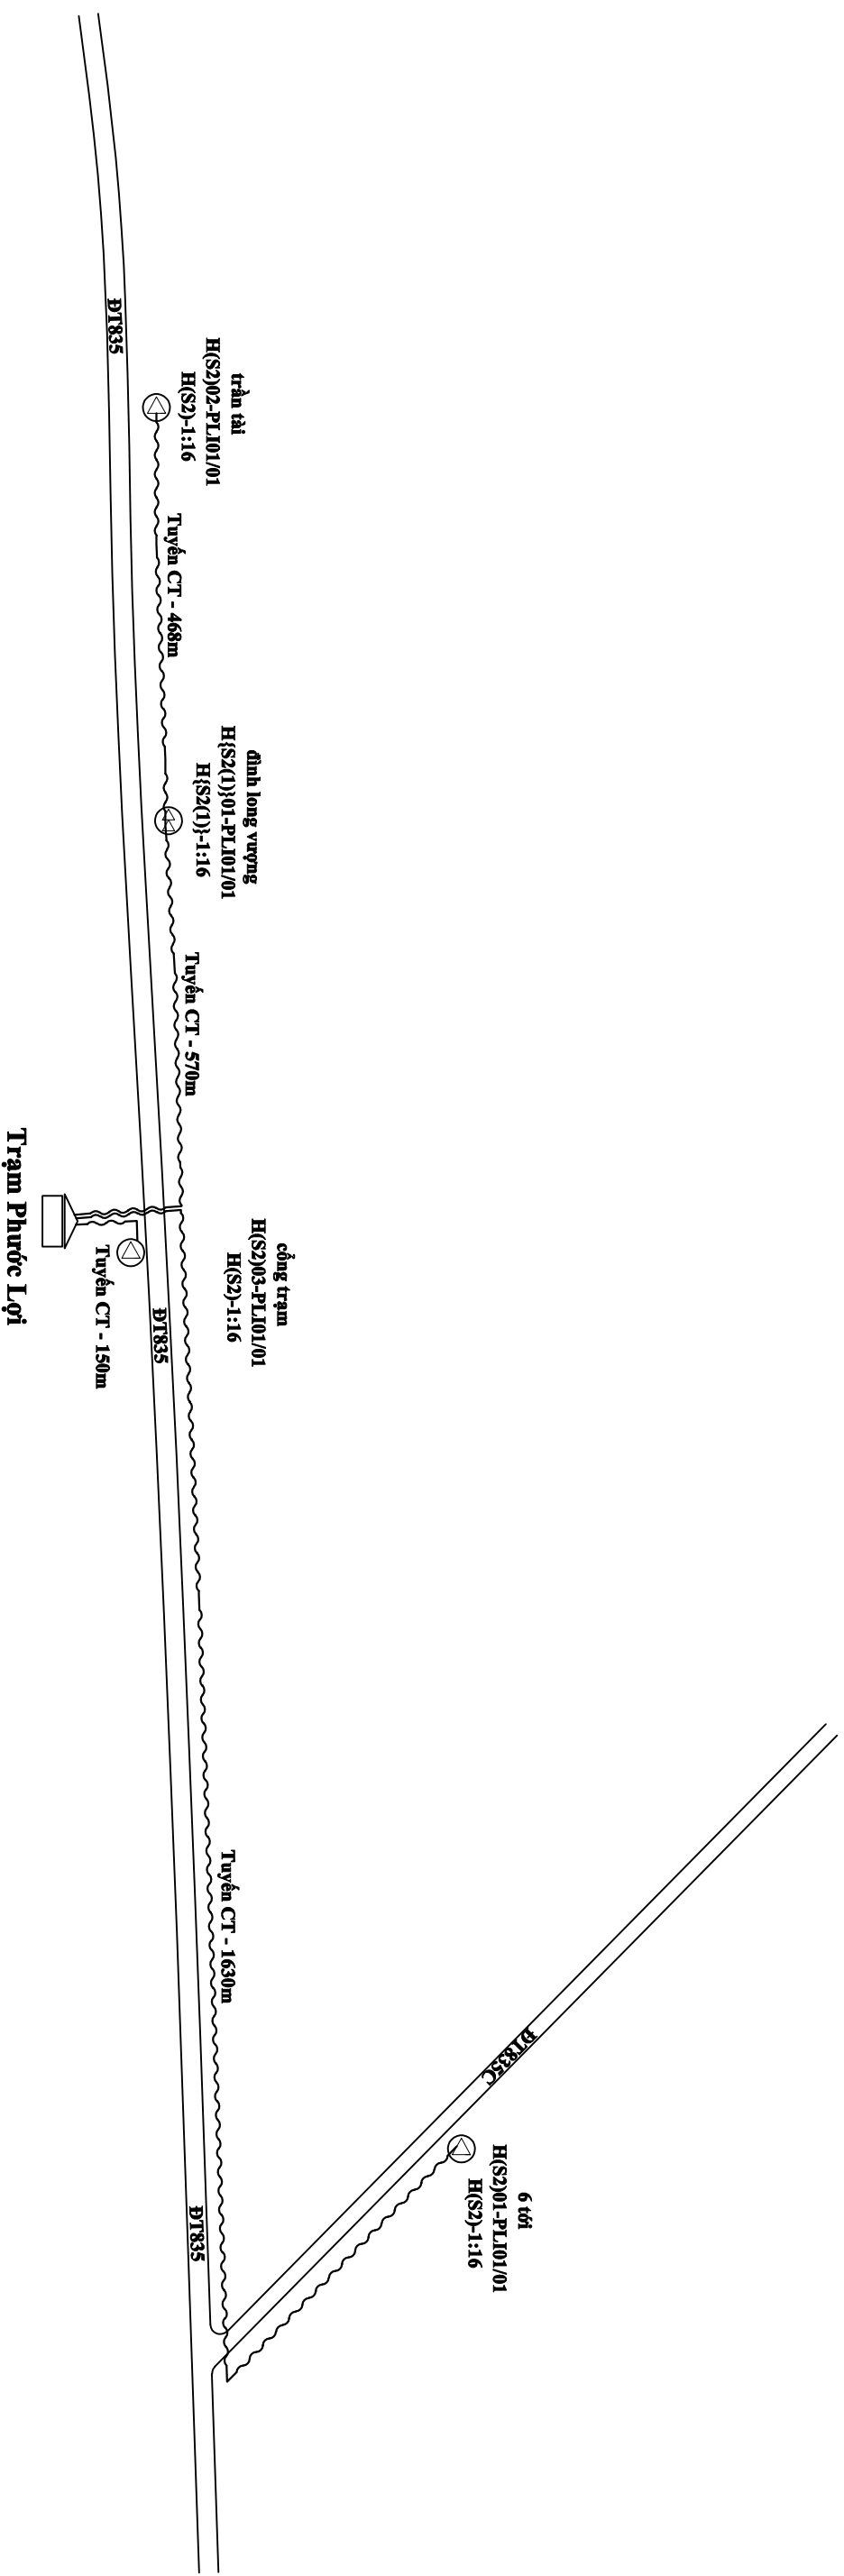 ĐT835
trần tài
H(S2)02-PLI01/01
H(S2)-1:16
Tuyến CT - 468m
đình long vượng
H{S2(1)}01-PLI01/01
H{S2(1)}-1:16
Tuyến CT - 570m
cổng trạm
H(S2)03-PLI01/01
H(S2)-1:16
Trạm Phước Lợi
Tuyến CT - 150m
ĐT835
Tuyến CT - 1630m
ĐT835C
6 tới
H(S2)01-PLI01/01
H(S2)-1:16
ĐT835